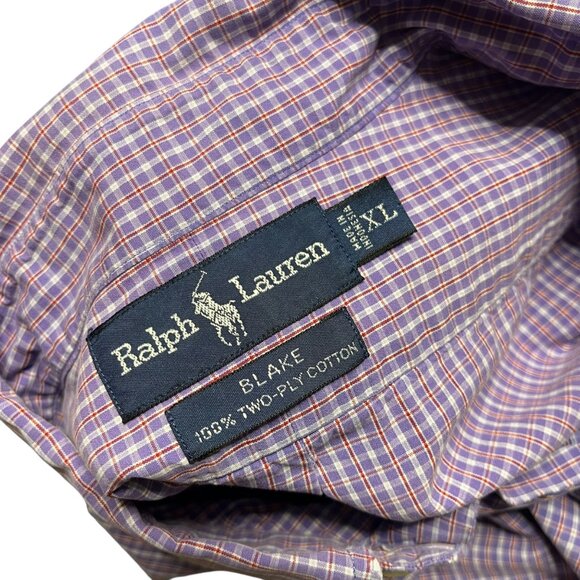 Ralph Lauren
XL
MADE IN
INDONESIA
BLAKE
100% TWO-PLY COTTON